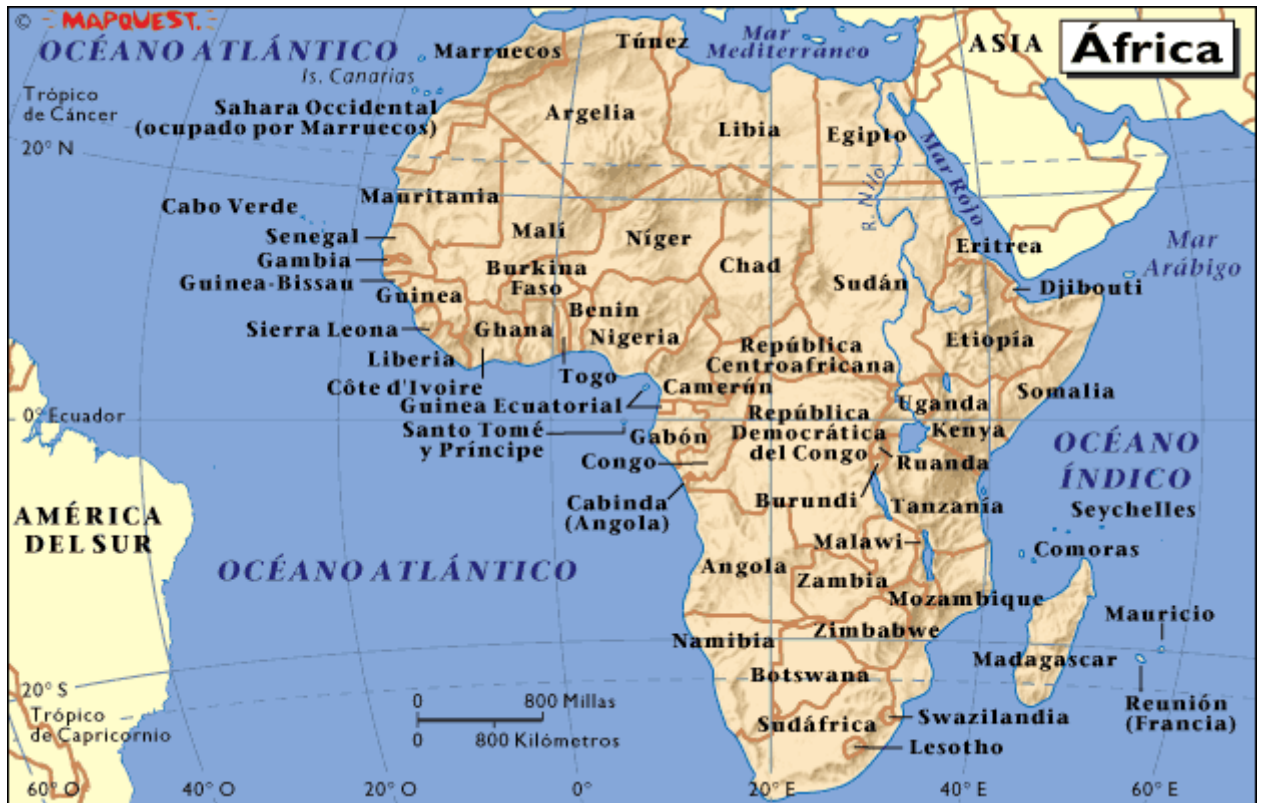 © MAPQUEST.
África
OCÉANO ATLÁNTICO
Marruecos
Túnez
Mar
Mediterráneo
ASIA
Is. Canarias
Trópico
de Cáncer
Sahara Occidental
(ocupado por Marruecos)
Argelia
Libia
Egipto
20° N
Mar Rojo
R. Nilo
Mauritania
Cabo Verde
Malí
Níger
Chad
Sudán
Eritrea
Mar
Arábigo
Senegal
Gambia
Guinea-Bissau
Guinea
Burkina
Faso
Djibouti
Benin
Sierra Leona
Ghana
Nigeria
Etiopía
Liberia
República
Centroafricana
Côte d'Ivoire
Togo
Camerún
Somalia
0° Ecuador
Guinea Ecuatorial
República
Democrática
del Congo
Uganda
Kenya
Santo Tomé
y Príncipe
Gabón
OCÉANO
ÍNDICO
Congo
Ruanda
Cabinda
(Angola)
Burundi
Tanzanía
Seychelles
AMÉRICA
DEL SUR
Malawi
Comoras
OCÉANO ATLÁNTICO
Angola
Zambia
Mozambique
Mauricio
Namibia
Zimbabwe
Madagascar
Botswana
20° S
Trópico
de Capricornio
0 800 Millas
0 800 Kilómetros
Sudáfrica
Swazilandia
Lesotho
Reunión
(Francia)
60° O
40° O
20° O
0°
20° E
40° E
60° E